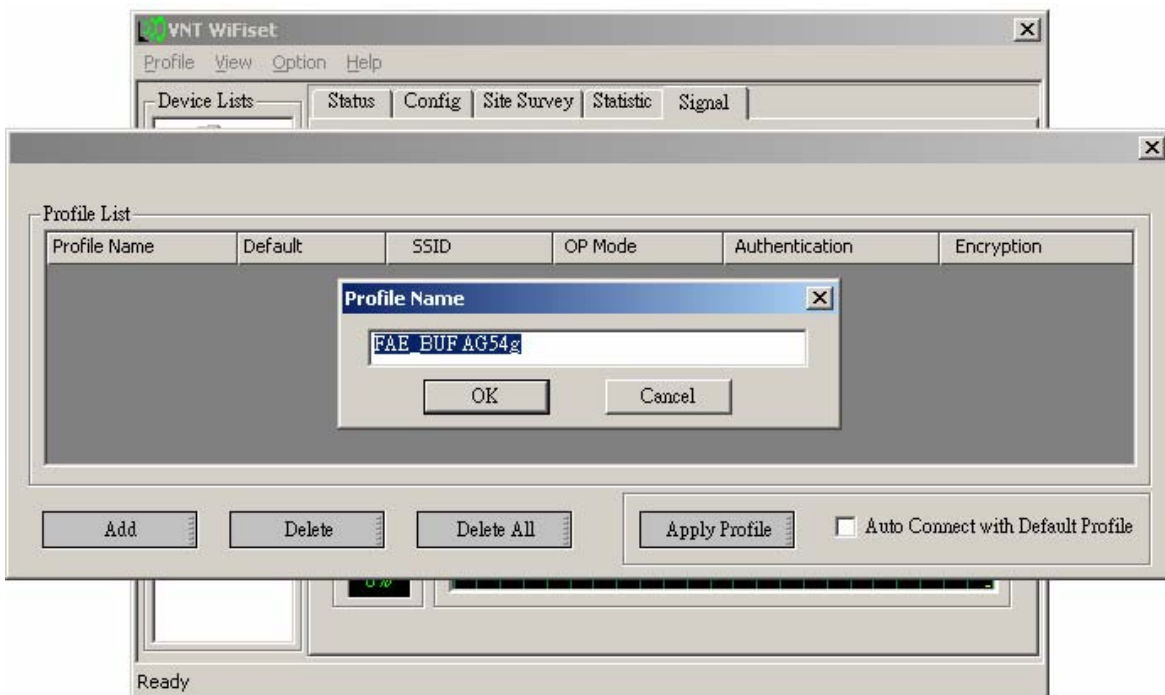 VNT WiFiset
Profile View Option Help
Device Lists
Status Config Site Survey Statistic Signal
Profile List
Profile Name Default SSID OP Mode Authentication Encryption
Profile Name
FAE_BUF AG54g
OK Cancel
Add Delete Delete All Apply Profile Auto Connect with Default Profile
Ready